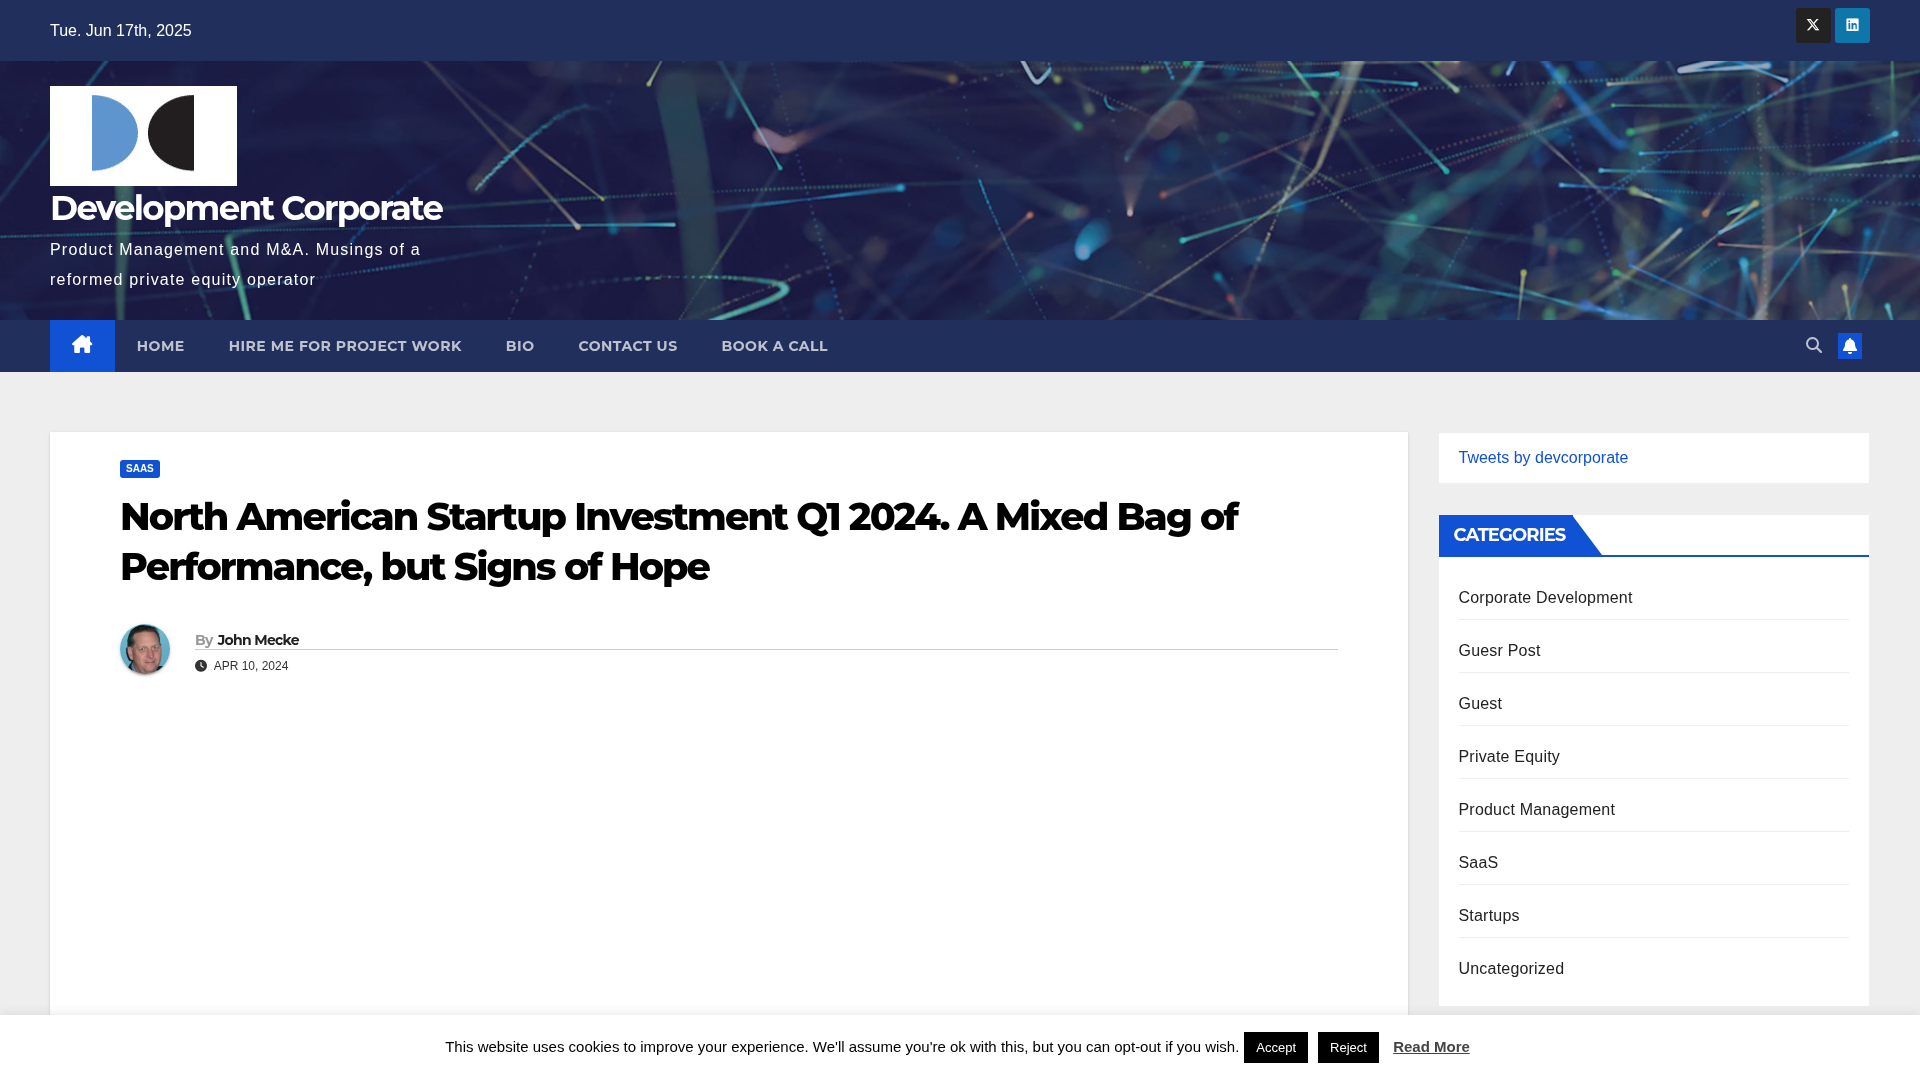 Tue. Jun 17th, 2025
Development Corporate
Product Management and M&A. Musings of a
reformed private equity operator
HOME
HIRE ME FOR PROJECT WORK
BIO
CONTACT US
BOOK A CALL
SAAS
North American Startup Investment Q1 2024. A Mixed Bag of
Performance, but Signs of Hope
By John Mecke
APR 10, 2024
Tweets by devcorporate
CATEGORIES
Corporate Development
Guesr Post
Guest
Private Equity
Product Management
SaaS
Startups
Uncategorized
This website uses cookies to improve your experience. We'll assume you're ok with this, but you can opt-out if you wish. Accept Reject Read More